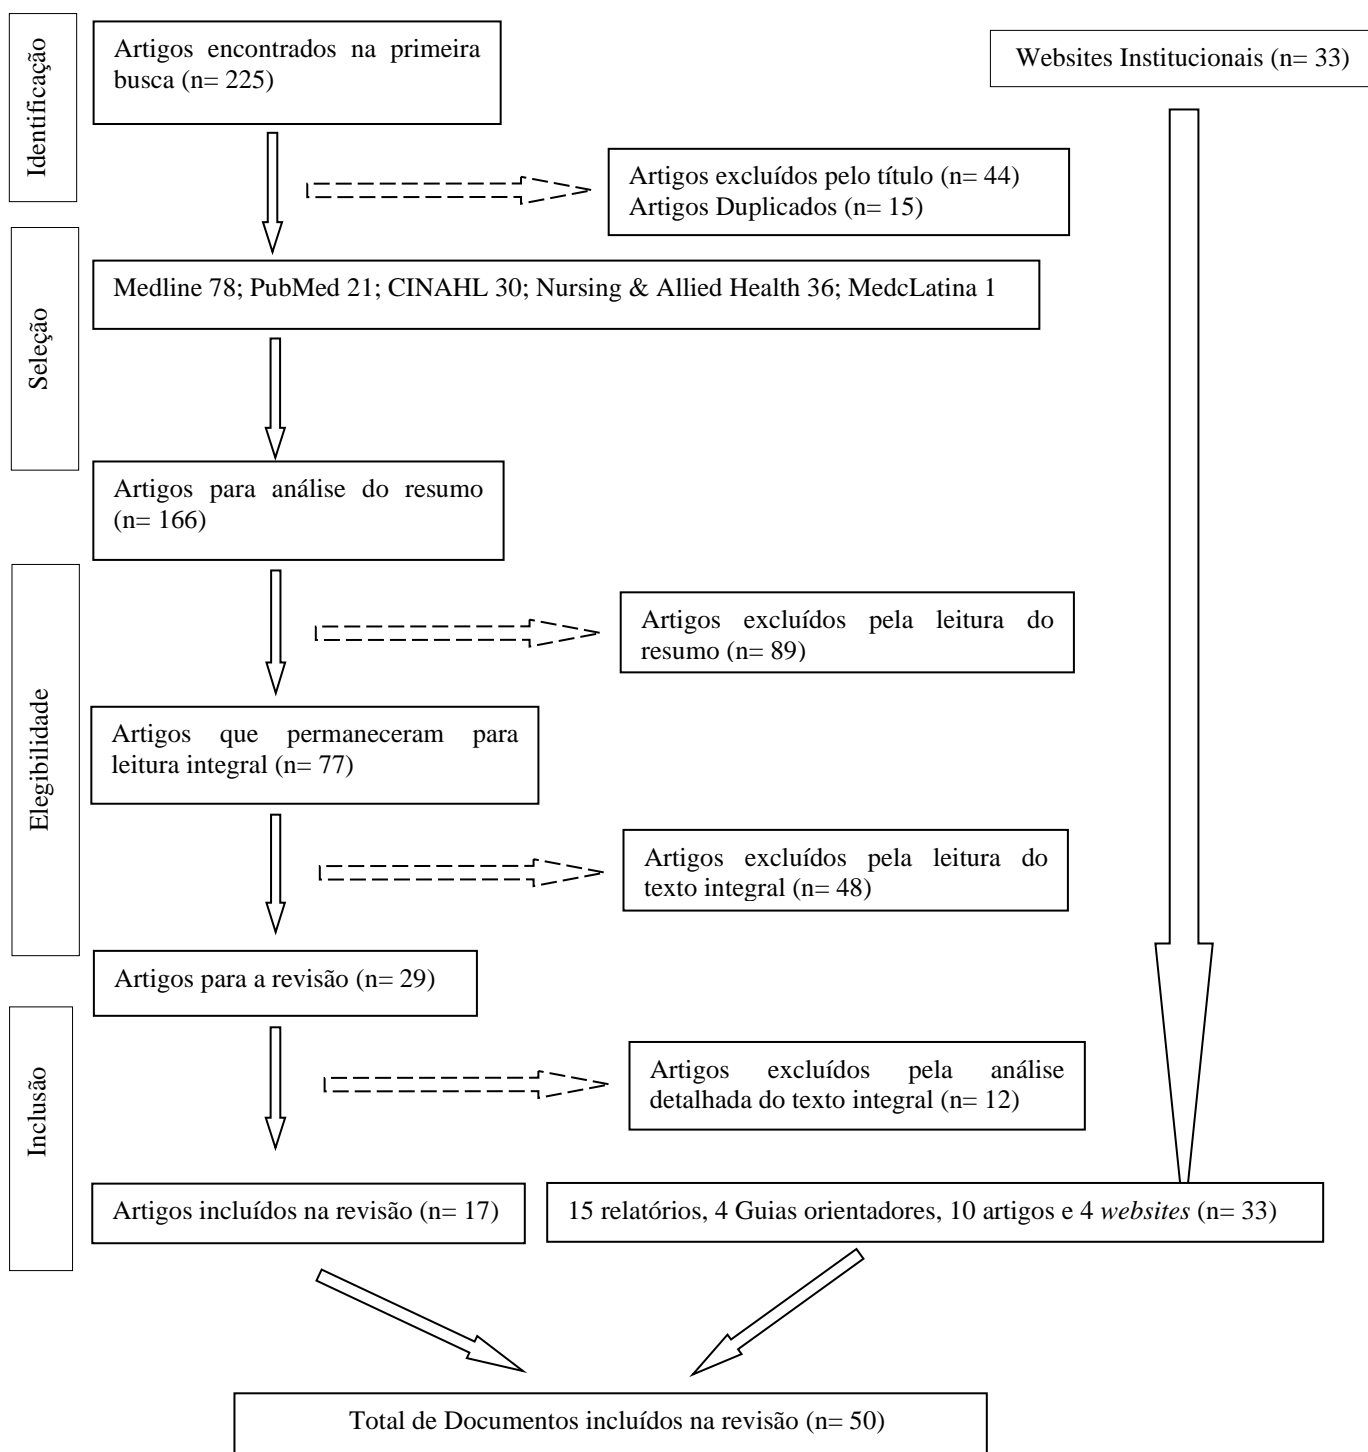 Identificação
Artigos encontrados na primeira
busca (n= 225)
Websites Institucionais (n= 33)
Artigos excluídos pelo título (n= 44)
Artigos Duplicados (n= 15)
Seleção
Medline 78; PubMed 21; CINAHL 30; Nursing & Allied Health 36; MedcLatina 1
Artigos para análise do resumo
(n= 166)
Elegibilidade
Artigos excluídos pela leitura do
resumo (n= 89)
Artigos que permaneceram para
leitura integral (n= 77)
Artigos excluídos pela leitura do
texto integral (n= 48)
Artigos para a revisão (n= 29)
Inclusão
Artigos excluídos pela análise
detalhada do texto integral (n= 12)
Artigos incluídos na revisão (n= 17)
15 relatórios, 4 Guias orientadores, 10 artigos e 4 websites (n= 33)
Total de Documentos incluídos na revisão (n= 50)